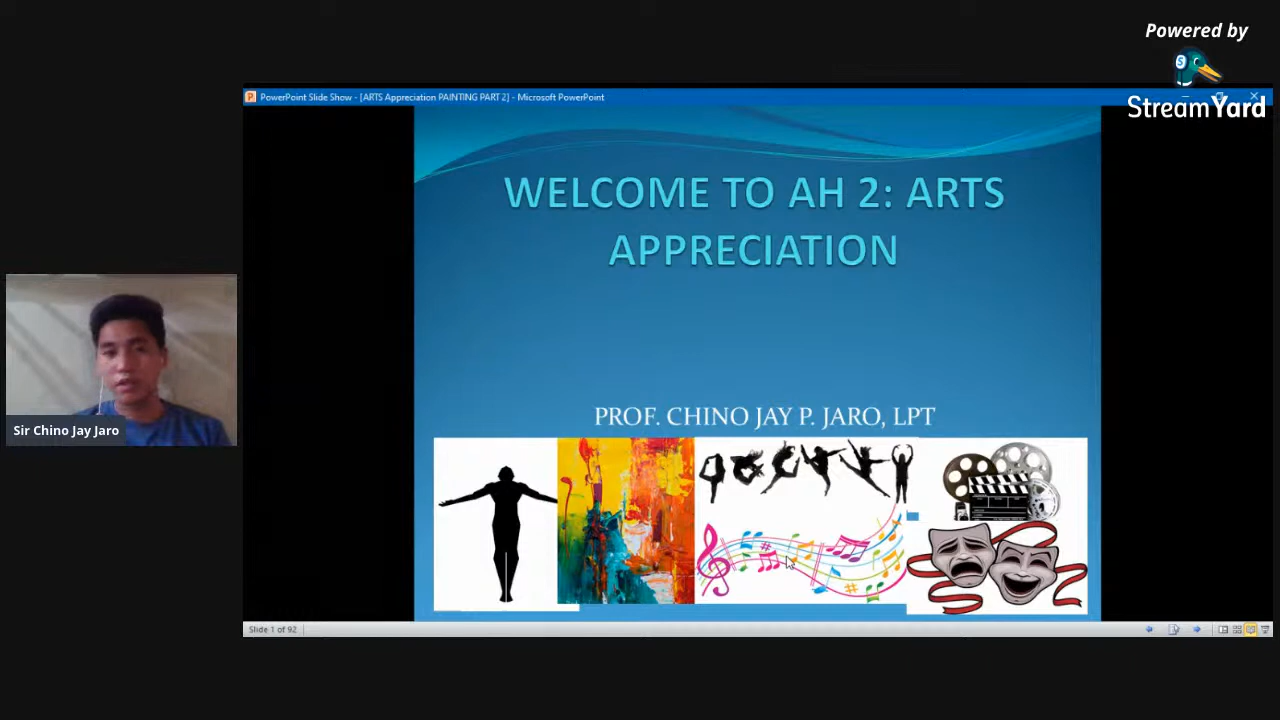 Powered by
StreamYard
PowerPoint Slide Show - [ARTS Appreciation PAINTING PART 2] - Microsoft PowerPoint
WELCOME TO AH 2: ARTS
APPRECIATION
PROF. CHINO JAY P. JARO, LPT
Sir Chino Jay Jaro
Slide 1 of 92